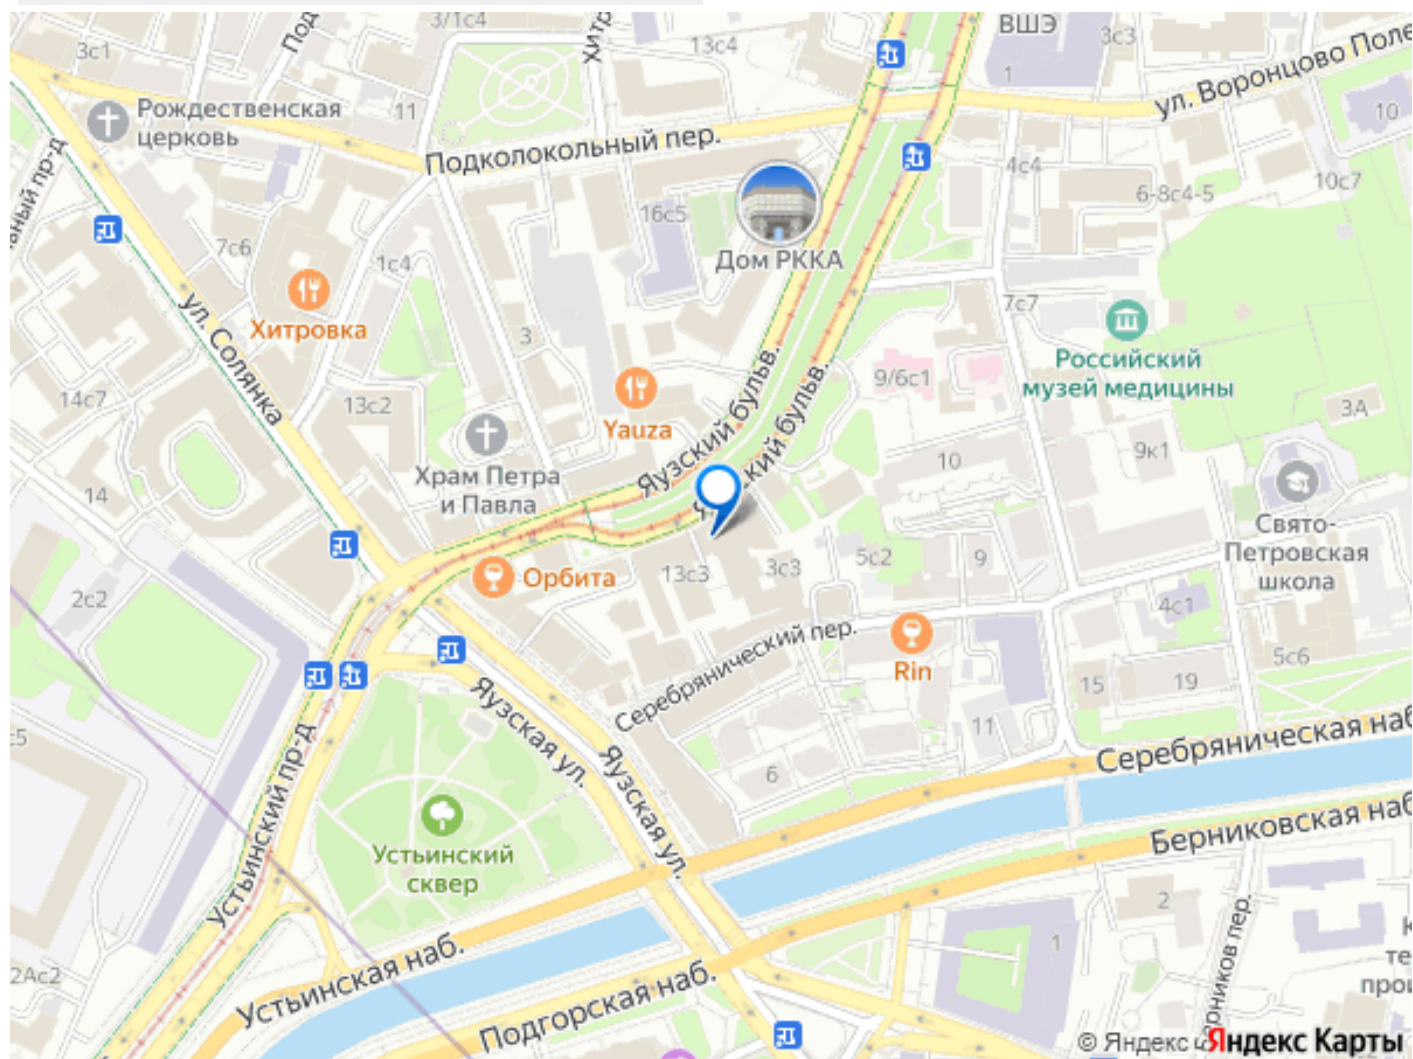 3/1с4
Под
Хитр
13с4
ВШЭ
3с3
3с1
1
ул. Воронцово Поле
Рождественская
церковь
11
10
Подколокольный пер.
4с4
10с7
6-8с4-5
16с5
7с6
Дом РККА
1с4
Хитровка
7с7
ул. Солянка
3
Российский
музей медицины
9/6с1
14с7
13с2
3А
Yauza
Яузский бульв.
Храм Петра
и Павла
10
9к1
14
Свято-
Петровская
школа
Орбита
13с3
3с3
5с2
9
2с2
4с1
Серебрянический пер.
Rin
5с6
15
19
Яузская ул.
11
Яузская ул.
6
Серебряническая наб
Устьинский пр-д
Берниковская наб
Устьинский
сквер
2
1
Устьинская наб.
2Ас2
Подгорская наб.
© Яндекс
Яндекс Карты